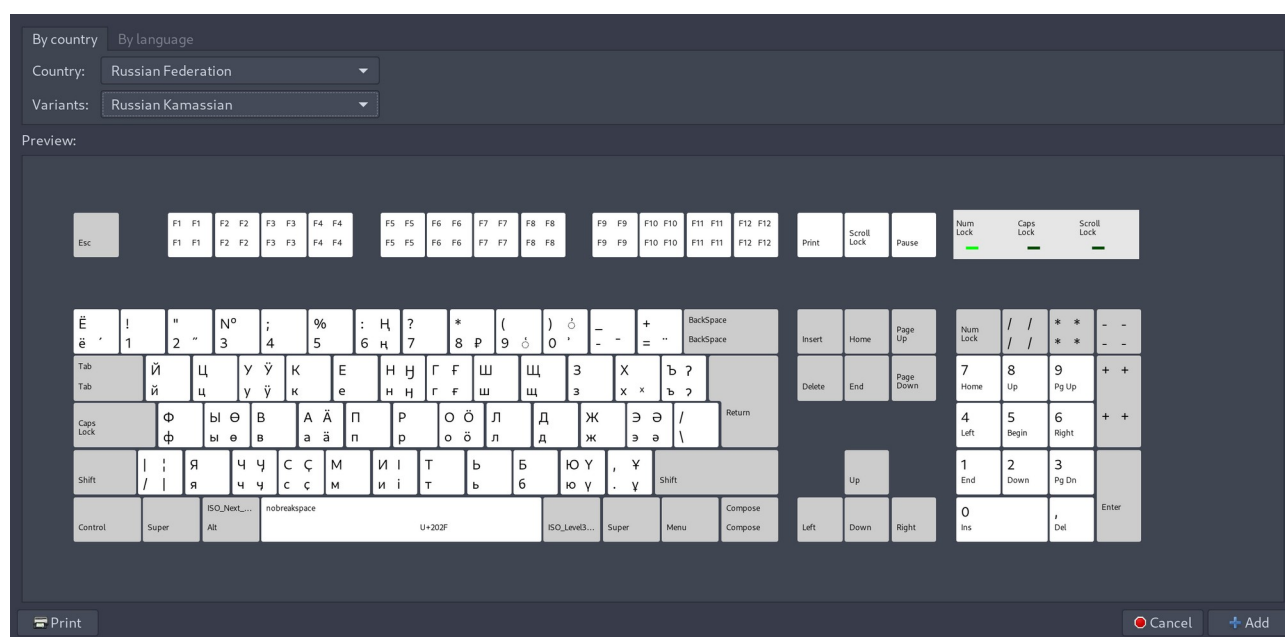 By country By language
Country: Russian Federation
Variants: Russian Kamassian
Preview:
F1 F1 F2 F2 F3 F3 F4 F4 F5 F5 F6 F6 F7 F7 F8 F8 F9 F9 F10 F10 F11 F11 F12 F12
Esc F1 F1 F2 F2 F3 F3 F4 F4 F5 F5 F6 F6 F7 F7 F8 F8 F9 F9 F10 F10 F11 F11 F12 F12 Print Scroll Lock Pause Num Lock Caps Lock Scroll Lock
Ё ! " N° ; % : Ң ? * ( ) _ + BackSpace
ё ´ 1 2 ˝ 3 4 5 6 ң 7 8 ₽ 9 0 - = BackSpace Insert Home Page Up Num Lock / / * * - -
/ / * * - -
Tab Й Ц У Ӱ К Е Н Ӈ Г Ғ Ш Щ З Х Ъ ? 7 8 9 + +
Tab й ц у ӱ к е н ӈ г ғ ш щ з х ˣ ъ ? Delete End Page Down Home Up Pg Up
Caps Lock Ф Ы Ө В А Ӓ П Р О Ӧ Л Д Ж Э Ә / Return 4 5 6 + +
ф ы ө в а ӓ п р о ӧ л д ж э ә \ Left Begin Right
| ¦ Я Ч Ӌ С Ҫ М И І Т Ь Б Ю Ү , ¥ 1 2 3
Shift / | я ч ӌ с ҫ м и і т ь б ю ү . ұ Shift Up End Down Pg Dn
ISO_Next_... nobreakspace Compose 0 , Enter
Control Super Alt U+202F ISO_Level3... Super Menu Compose Left Down Right Ins Del
Print Cancel Add